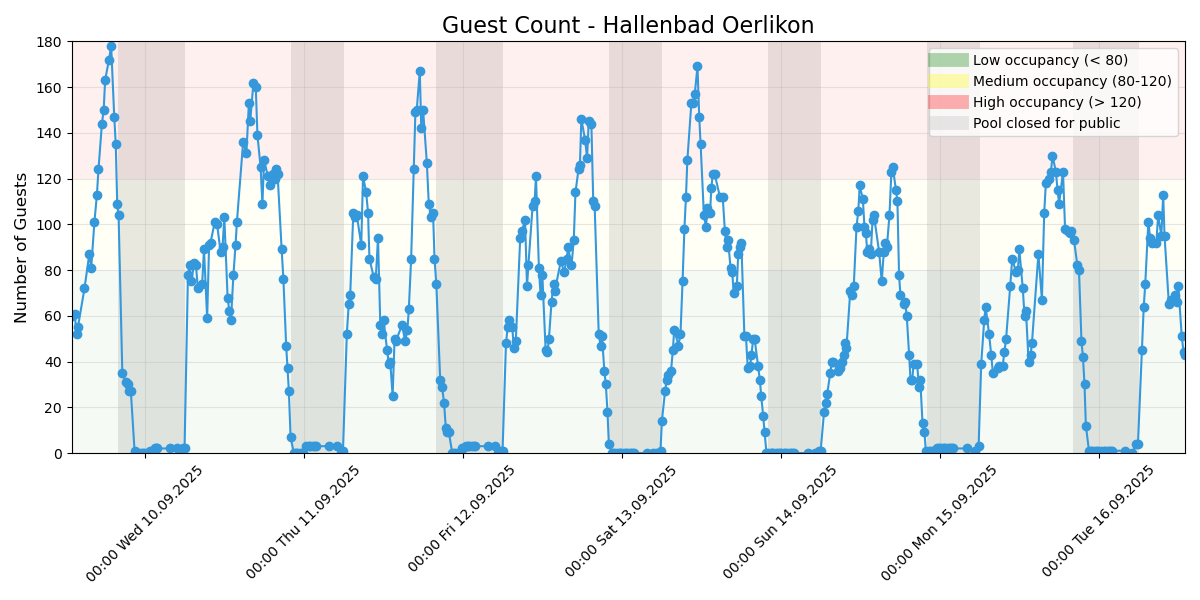 Guest Count - Hallenbad Oerlikon
Number of Guests
180
160
140
120
100
80
60
40
20
0
Low occupancy (< 80)
Medium occupancy (80-120)
High occupancy (> 120)
Pool closed for public
00:00 Wed 10.09.2025
00:00 Thu 11.09.2025
00:00 Fri 12.09.2025
00:00 Sat 13.09.2025
00:00 Sun 14.09.2025
00:00 Mon 15.09.2025
00:00 Tue 16.09.2025